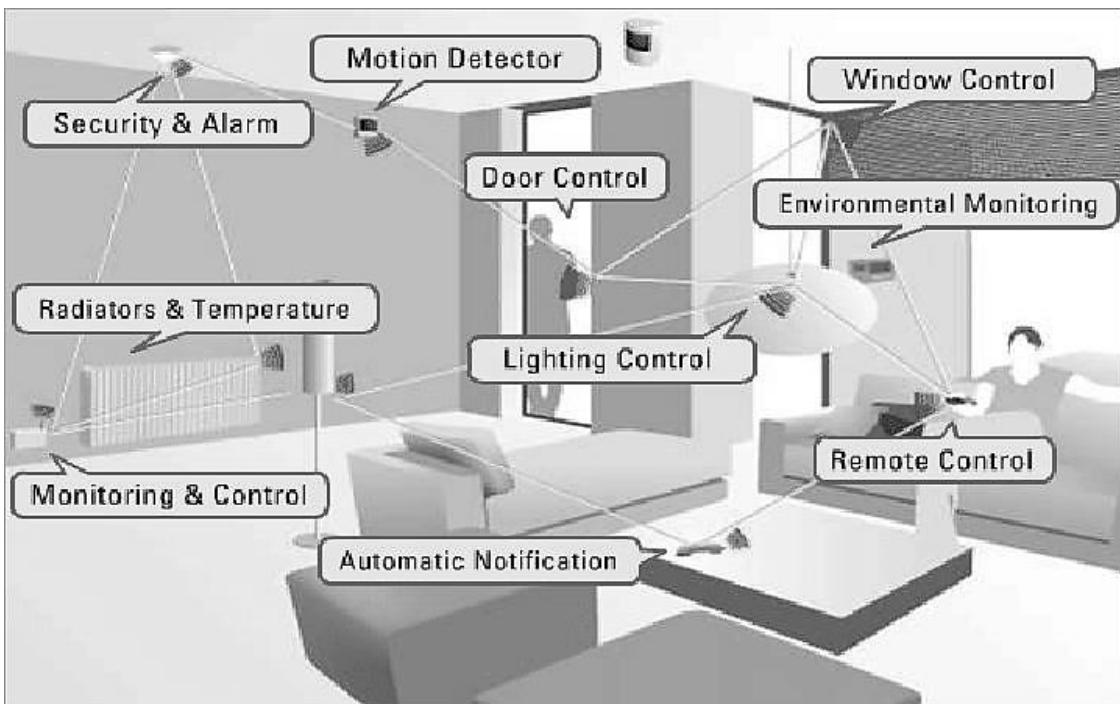 Motion Detector
Window Control
Security & Alarm
Door Control
Environmental Monitoring
Radiators & Temperature
Lighting Control
Remote Control
Monitoring & Control
Automatic Notification